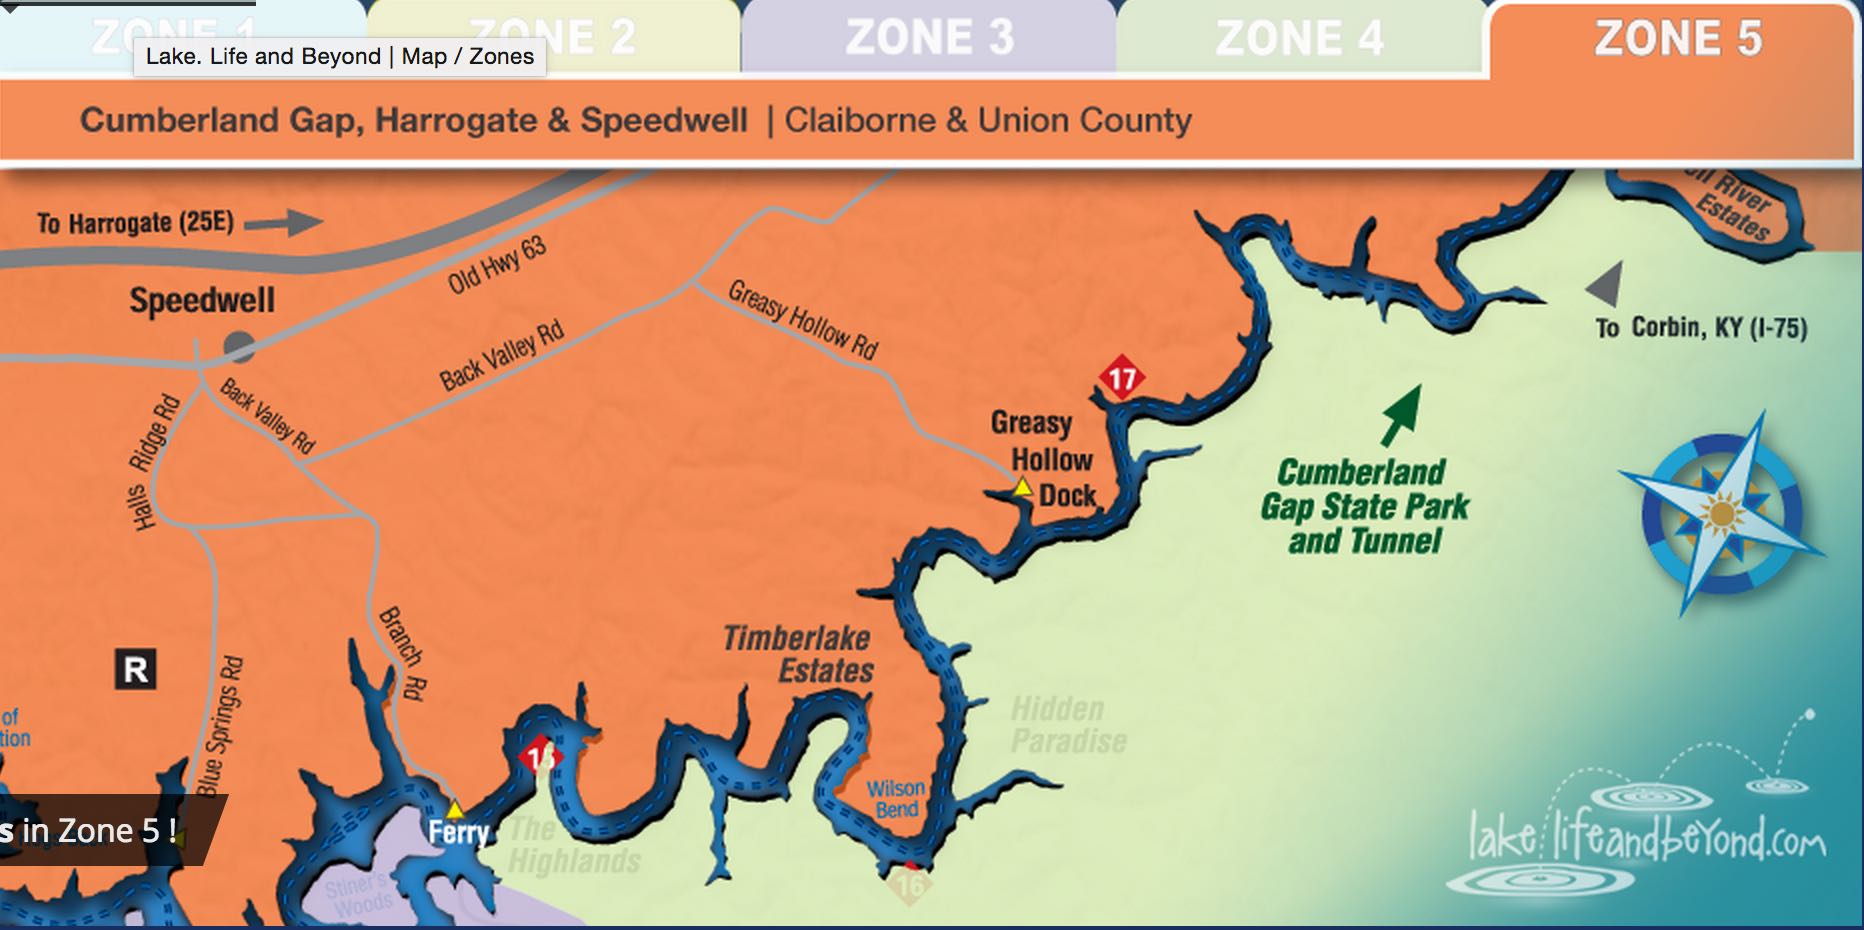 ZONE 1
ZONE 2
ZONE 3
ZONE 4
ZONE 5
Lake. Life and Beyond | Map / Zones
Cumberland Gap, Harrogate & Speedwell | Claiborne & Union County
To Harrogate (25E)
River
Estates
Old Hwy 63
Speedwell
Greasy Hollow Rd
Back Valley Rd
To Corbin, KY (I-75)
17
Back Valley Rd
Halls Ridge Rd
Greasy
Hollow
Dock
Cumberland
Gap State Park
and Tunnel
Branch Rd
Timberlake
Estates
R
Blue Springs Rd
of
tion
Hidden
Paradise
Wilson
Bend
s in Zone 5 !
Ferry
The
Highlands
lakelifeandbeyond.com
16
Stiner's
Woods